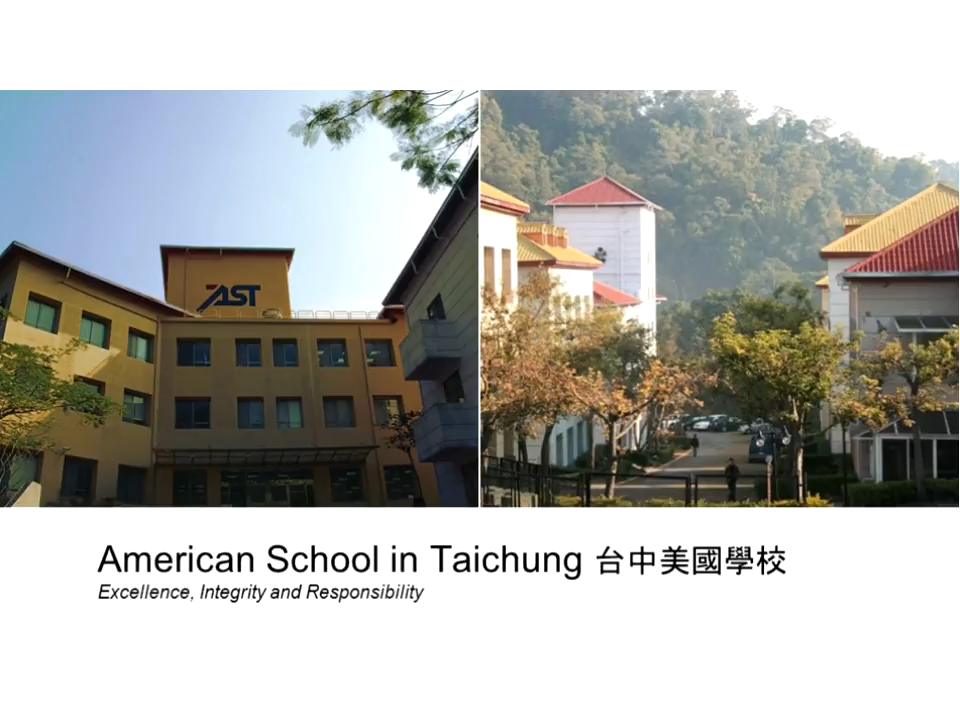 AST
American School in Taichung 台中美國學校
Excellence, Integrity and Responsibility